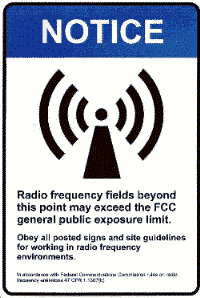 NOTICE
Radio frequency fields beyond
this point may exceed the FCC
general public exposure limit.
Obey all posted signs and site guidelines
for working in radio frequency
environments.
In accordance with Federal Communications Commission rules on radio
frequency emissions 47 CFR 1.1307(b)